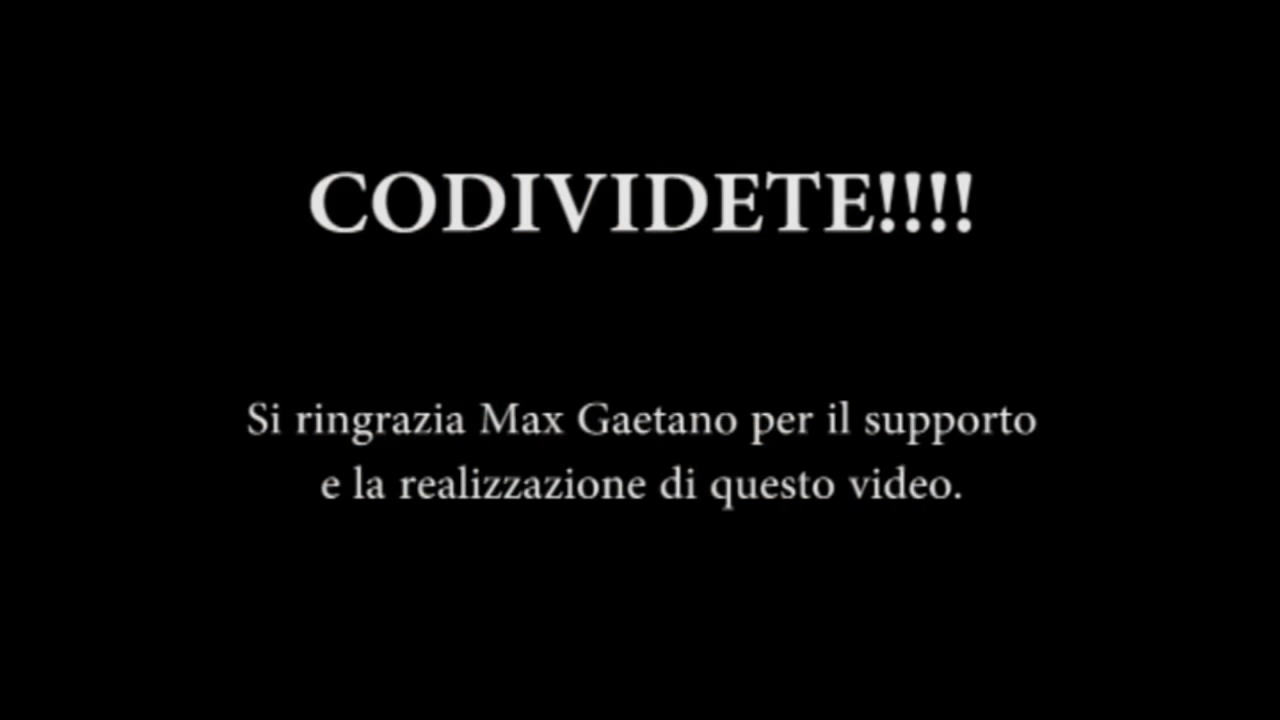 CODIVIDETE!!!!
Si ringrazia Max Gaetano per il supporto
e la realizzazione di questo video.